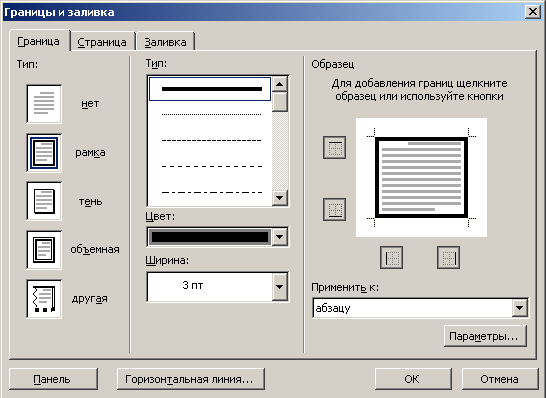 Границы и заливка
Граница
Страница
Заливка
Тип:
нет
рамка
тень
объемная
другая
Тип:
Цвет:
Ширина:
3 пт
Образец
Для добавления границ щелкните
образец или используйте кнопки
Применить к:
абзацу
Параметры...
Панель
Горизонтальная линия...
ОК
Отмена